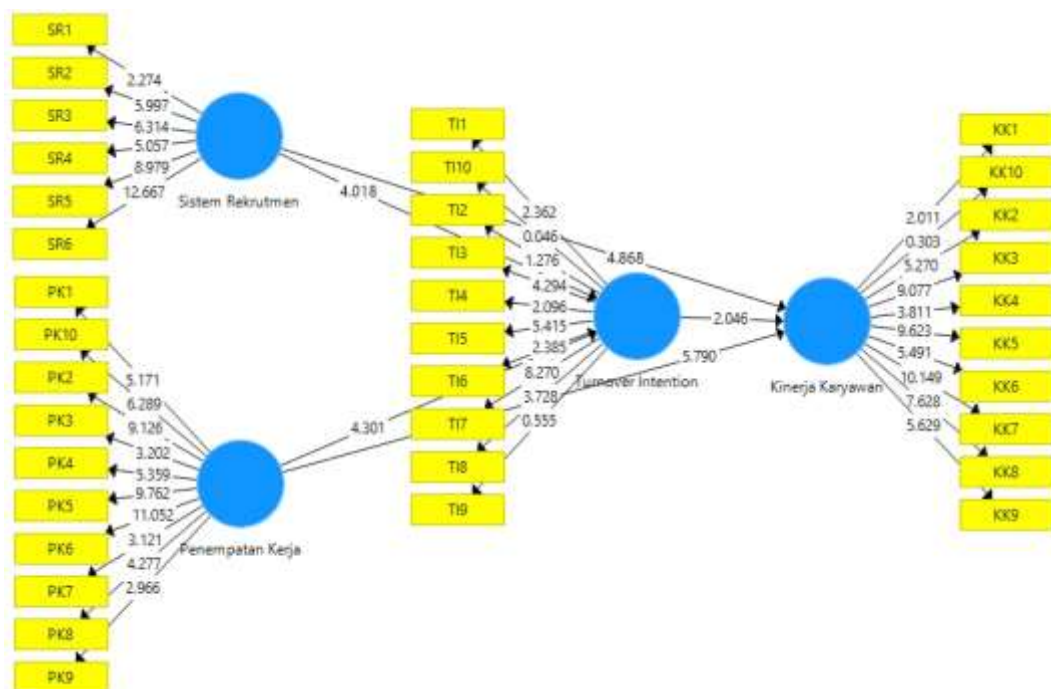 SR1
SR2
SR3
SR4
SR5
SR6
2.274
5.997
6.314
5.057
8.979
12.667
Sistem Rekrutmen
PK1
PK10
PK2
PK3
PK4
PK5
PK6
PK7
PK8
PK9
5.171
6.289
9.126
3.202
5.359
9.762
11.052
3.121
4.277
2.966
Penempatan Kerja
4.018
4.301
TI1
TI10
TI2
TI3
TI4
TI5
TI6
TI7
TI8
TI9
2.362
0.046
1.276
4.294
2.096
5.415
2.385
8.270
3.728
0.555
Turnover Intention
4.868
2.046
5.790
Kinerja Karyawan
2.011
0.303
5.270
9.077
3.811
9.623
5.491
10.149
7.628
5.629
KK1
KK10
KK2
KK3
KK4
KK5
KK6
KK7
KK8
KK9